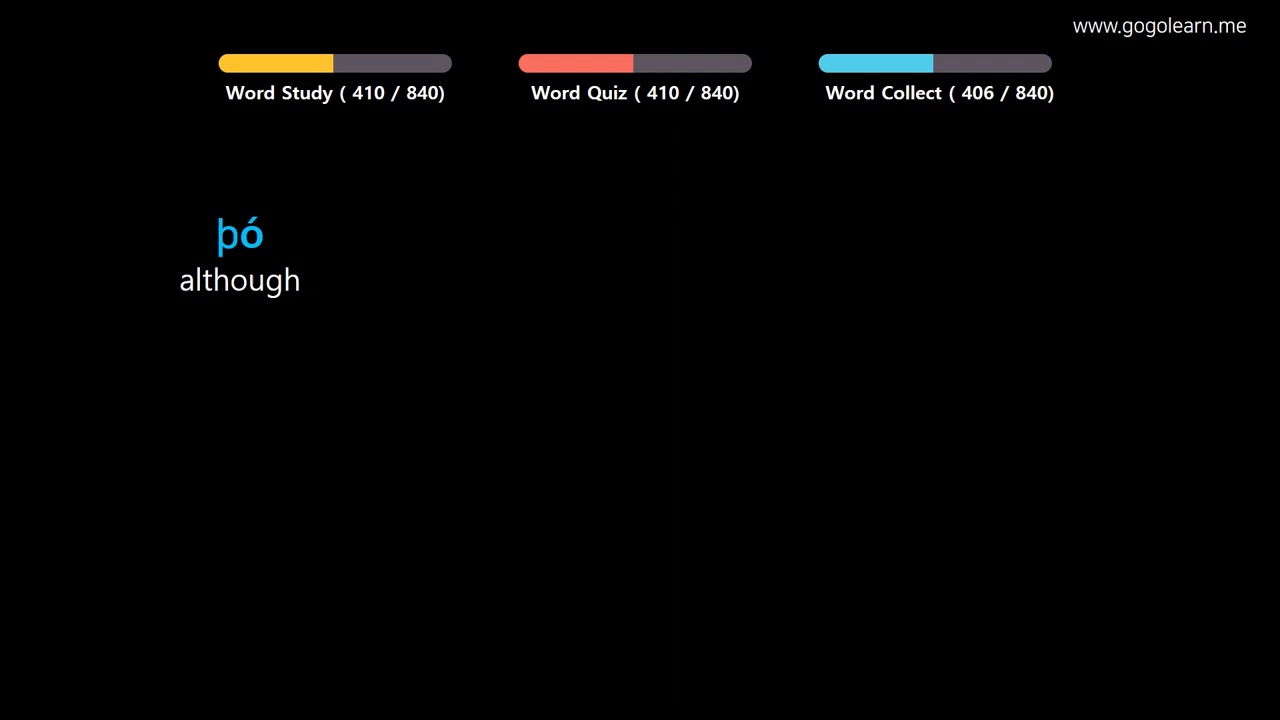 www.gogolearn.me
Word Study ( 410 / 840)
Word Quiz ( 410 / 840)
Word Collect ( 406 / 840)
þó
although